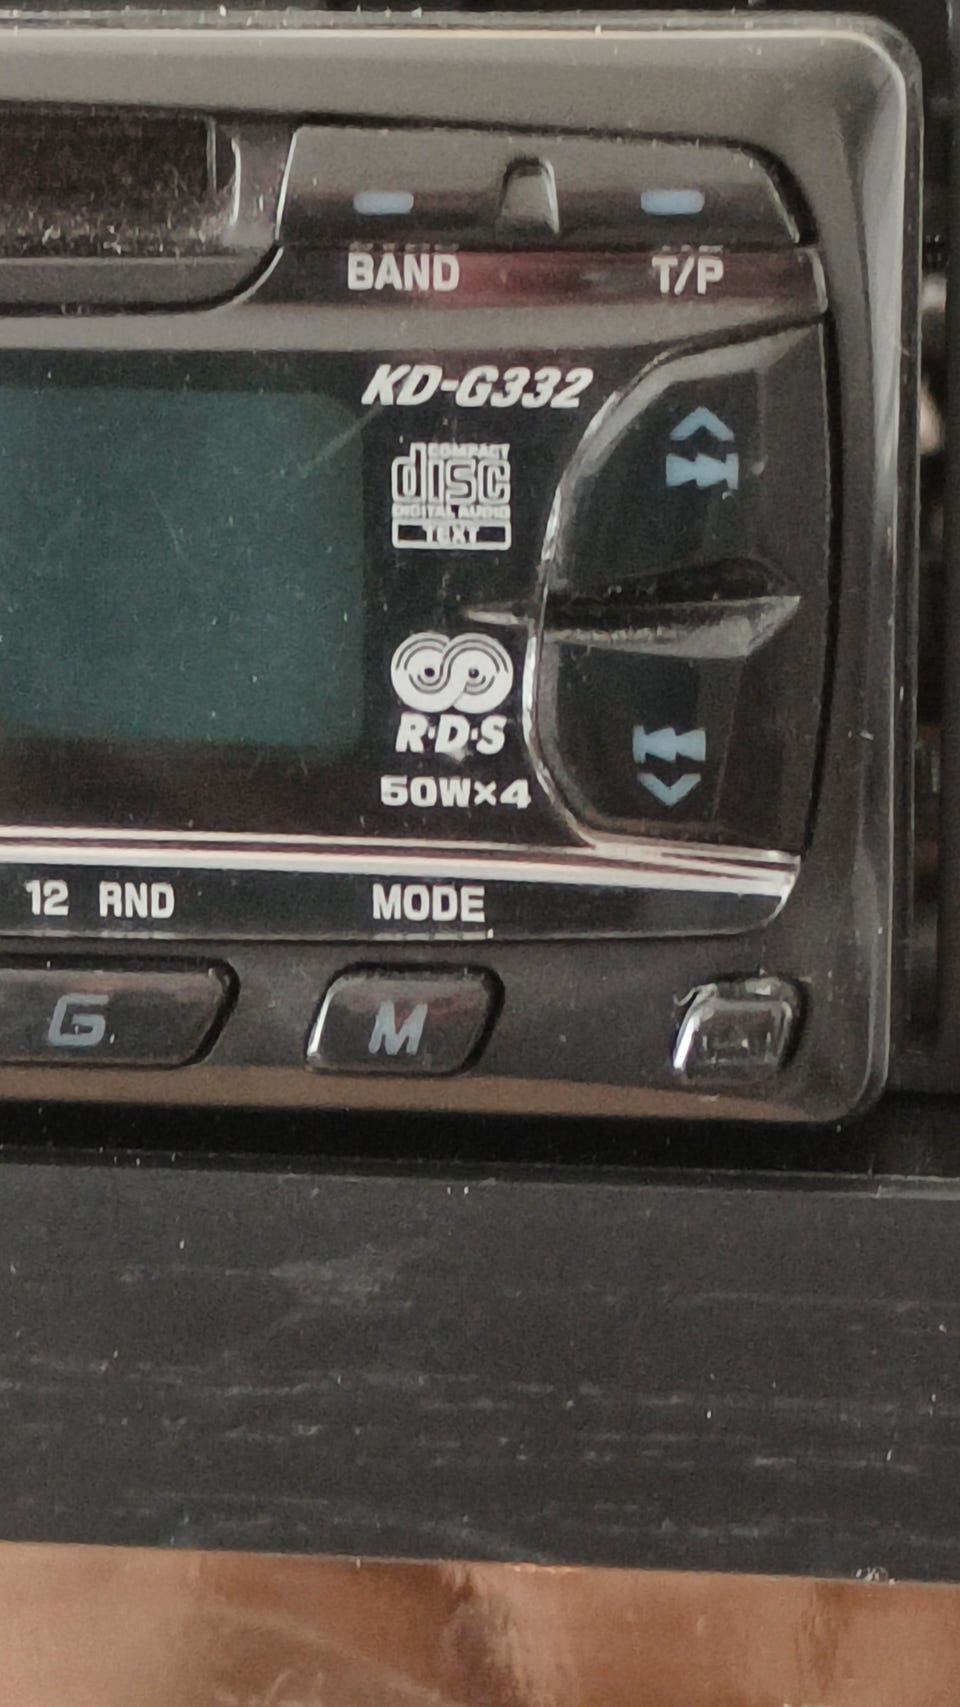 BAND T/P
KD-G332
COMPACT
disc
DIGITAL AUDIO
TEXT
R·D·S
50W×4
12 RND MODE
G M